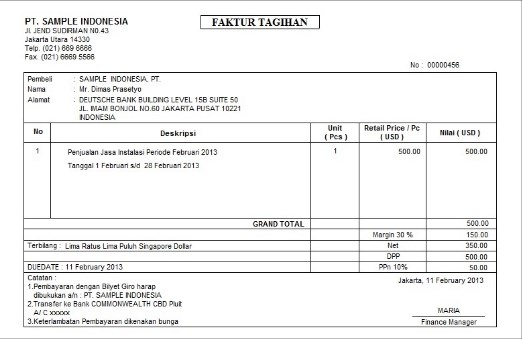 PT. SAMPLE INDONESIA
FAKTUR TAGIHAN
Jl. JEND SUDIRMAN N0.43
Jakarta Utara 14330
Telp. (021) 669 6666
Fax. (021) 6669 5566
No : 00000456
Pembeli : SAMPLE INDONESIA, PT.
Nama : Mr. Dimas Prasetyo
Alamat : DEUTSCHE BANK BUILDING LEVEL 15B SUITE 50
JL. IMAM BONJOL NO.60 JAKARTA PUSAT 10221
INDONESIA
No Deskripsi Unit ( Pcs ) Retail Price / Pc ( USD ) Nilai ( USD )
1 Penjualan Jasa Instalasi Periode Februari 2013 1 500.00 500.00
Tanggal 1 Februari s/d 28 Februari 2013
GRAND TOTAL 500.00
Margin 30 % 150.00
Terbilang : Lima Ratus Lima Puluh Singapore Dollar Net 350.00
DPP 500.00
DUEDATE : 11 February 2013 PPn 10% 50.00
Catatan :
Jakarta, 11 February 2013
1.Pembayaran dengan Bilyet Giro harap
dibukukan a/n : PT. SAMPLE INDONESIA
2.Transfer ke Bank COMMONWEALTH CBD Pluit
A/ C xxxxx
MARIA
3.Keterlambatan Pembayaran dikenakan bunga
Finance Manager